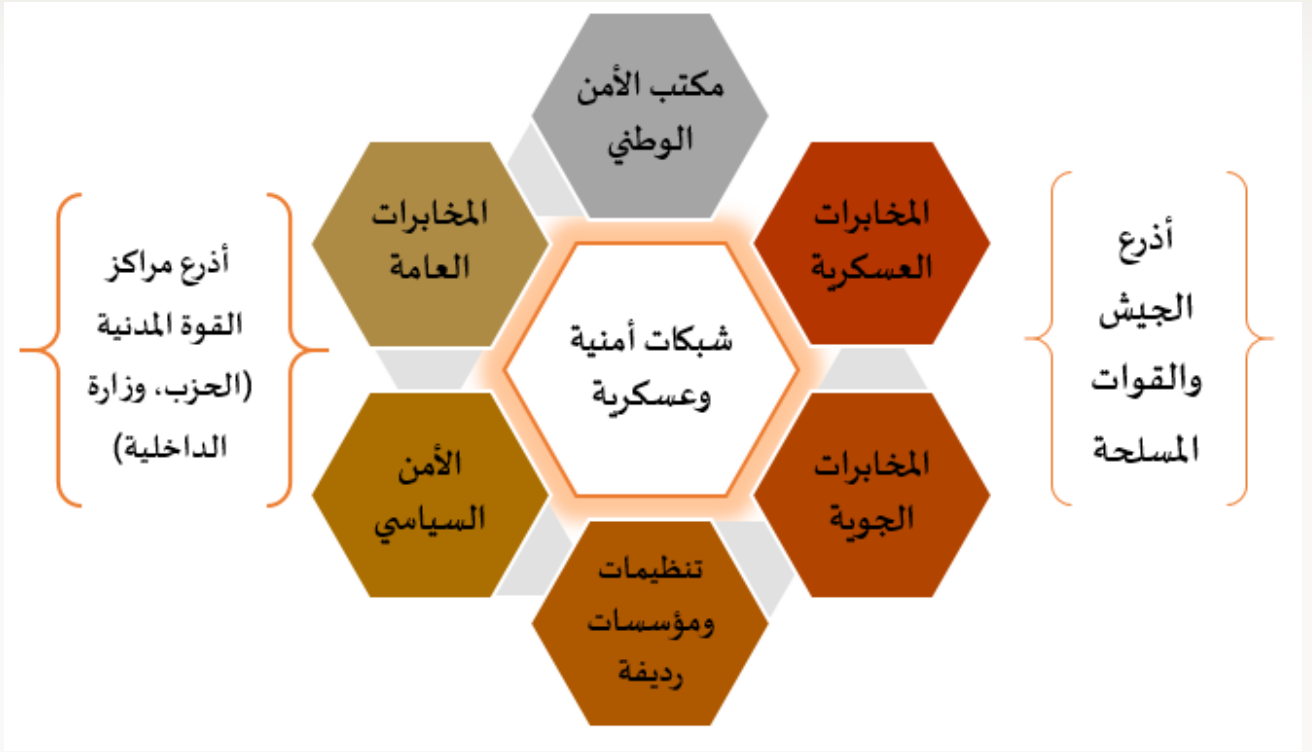 مكتب الأمن
الوطني
المخابرات
العسكرية
المخابرات
العامة
أذرع
الجيش
والقوات
المسلحة
أذرع مراكز
القوة المدنية
(الحزب، وزارة
الداخلية)
شبكات أمنية
وعسكرية
المخابرات
الجوية
الأمن
السياسي
تنظيمات
ومؤسسات
رديفة